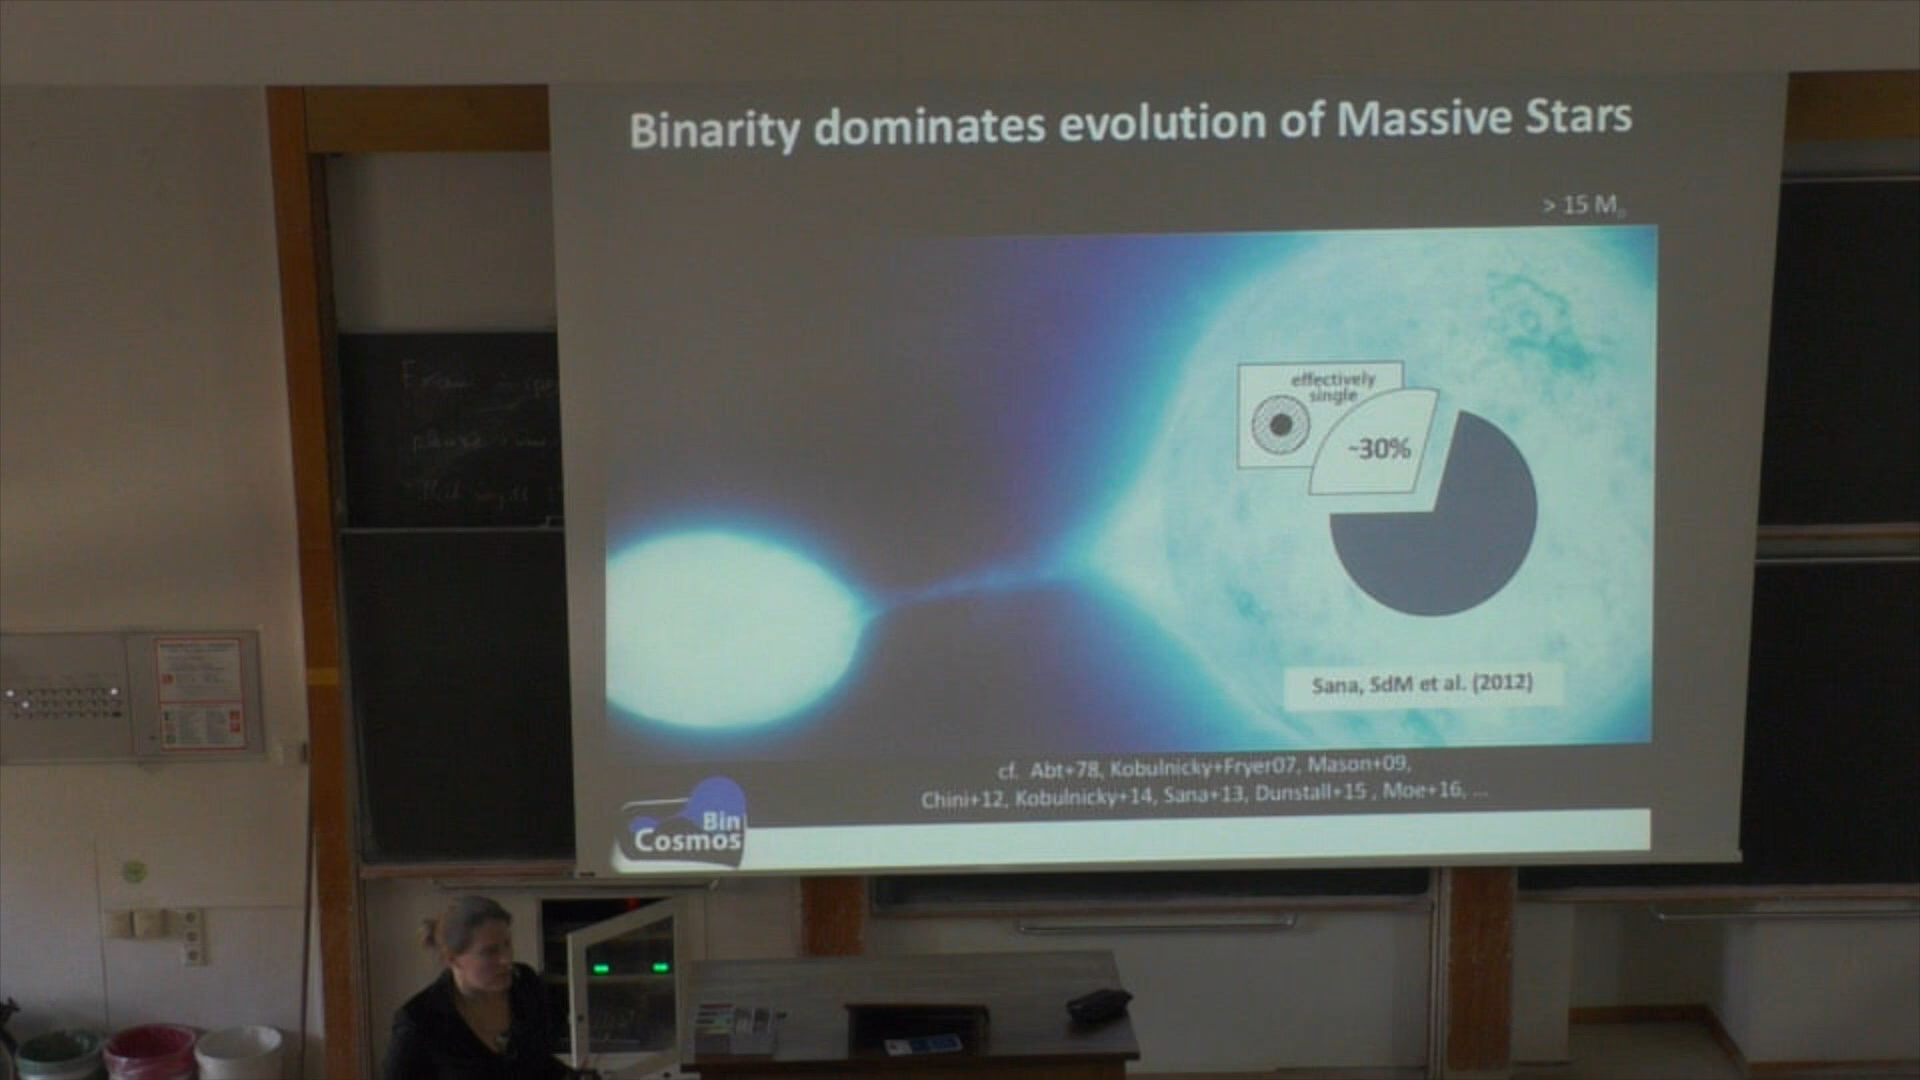 Binarity dominates evolution of Massive Stars
> 15 M☉
effectively
single
~30%
Sana, SdM et al. (2012)
cf. Abt+78, Kobulnicky+Fryer07, Mason+09,
Chini+12, Kobulnicky+14, Sana+13, Dunstall+15 , Moe+16, ...
Bin
Cosmos